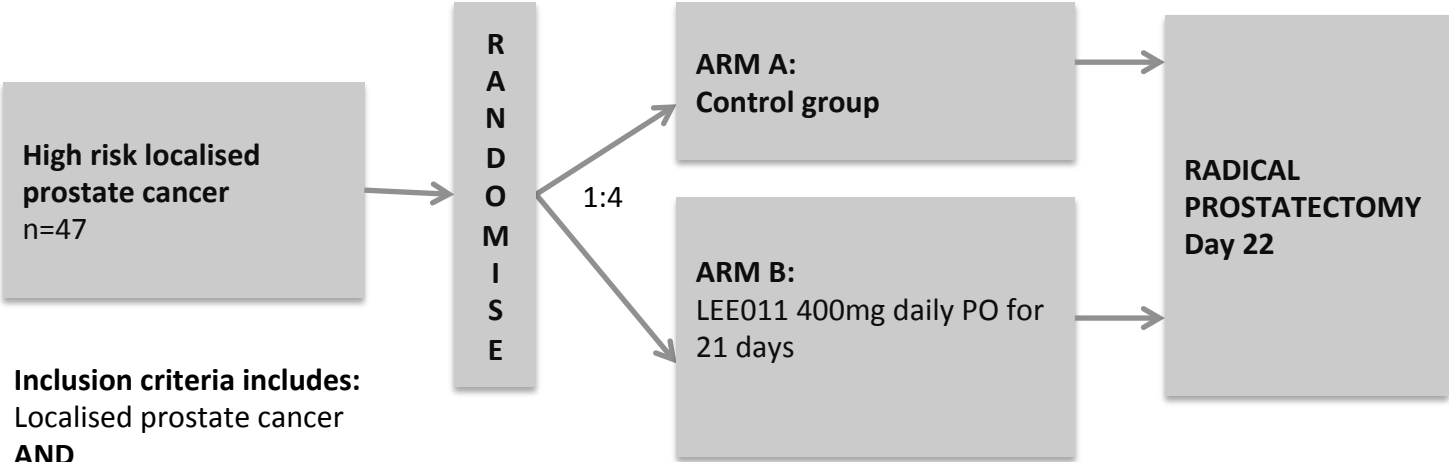 High risk localised
prostate cancer
n=47
R
A
N
D
O
M
I
S
E
1:4
ARM A:
Control group
ARM B:
LEE011 400mg daily PO for
21 days
RADICAL
PROSTATECTOMY
Day 22
Inclusion criteria includes:
Localised prostate cancer
AND